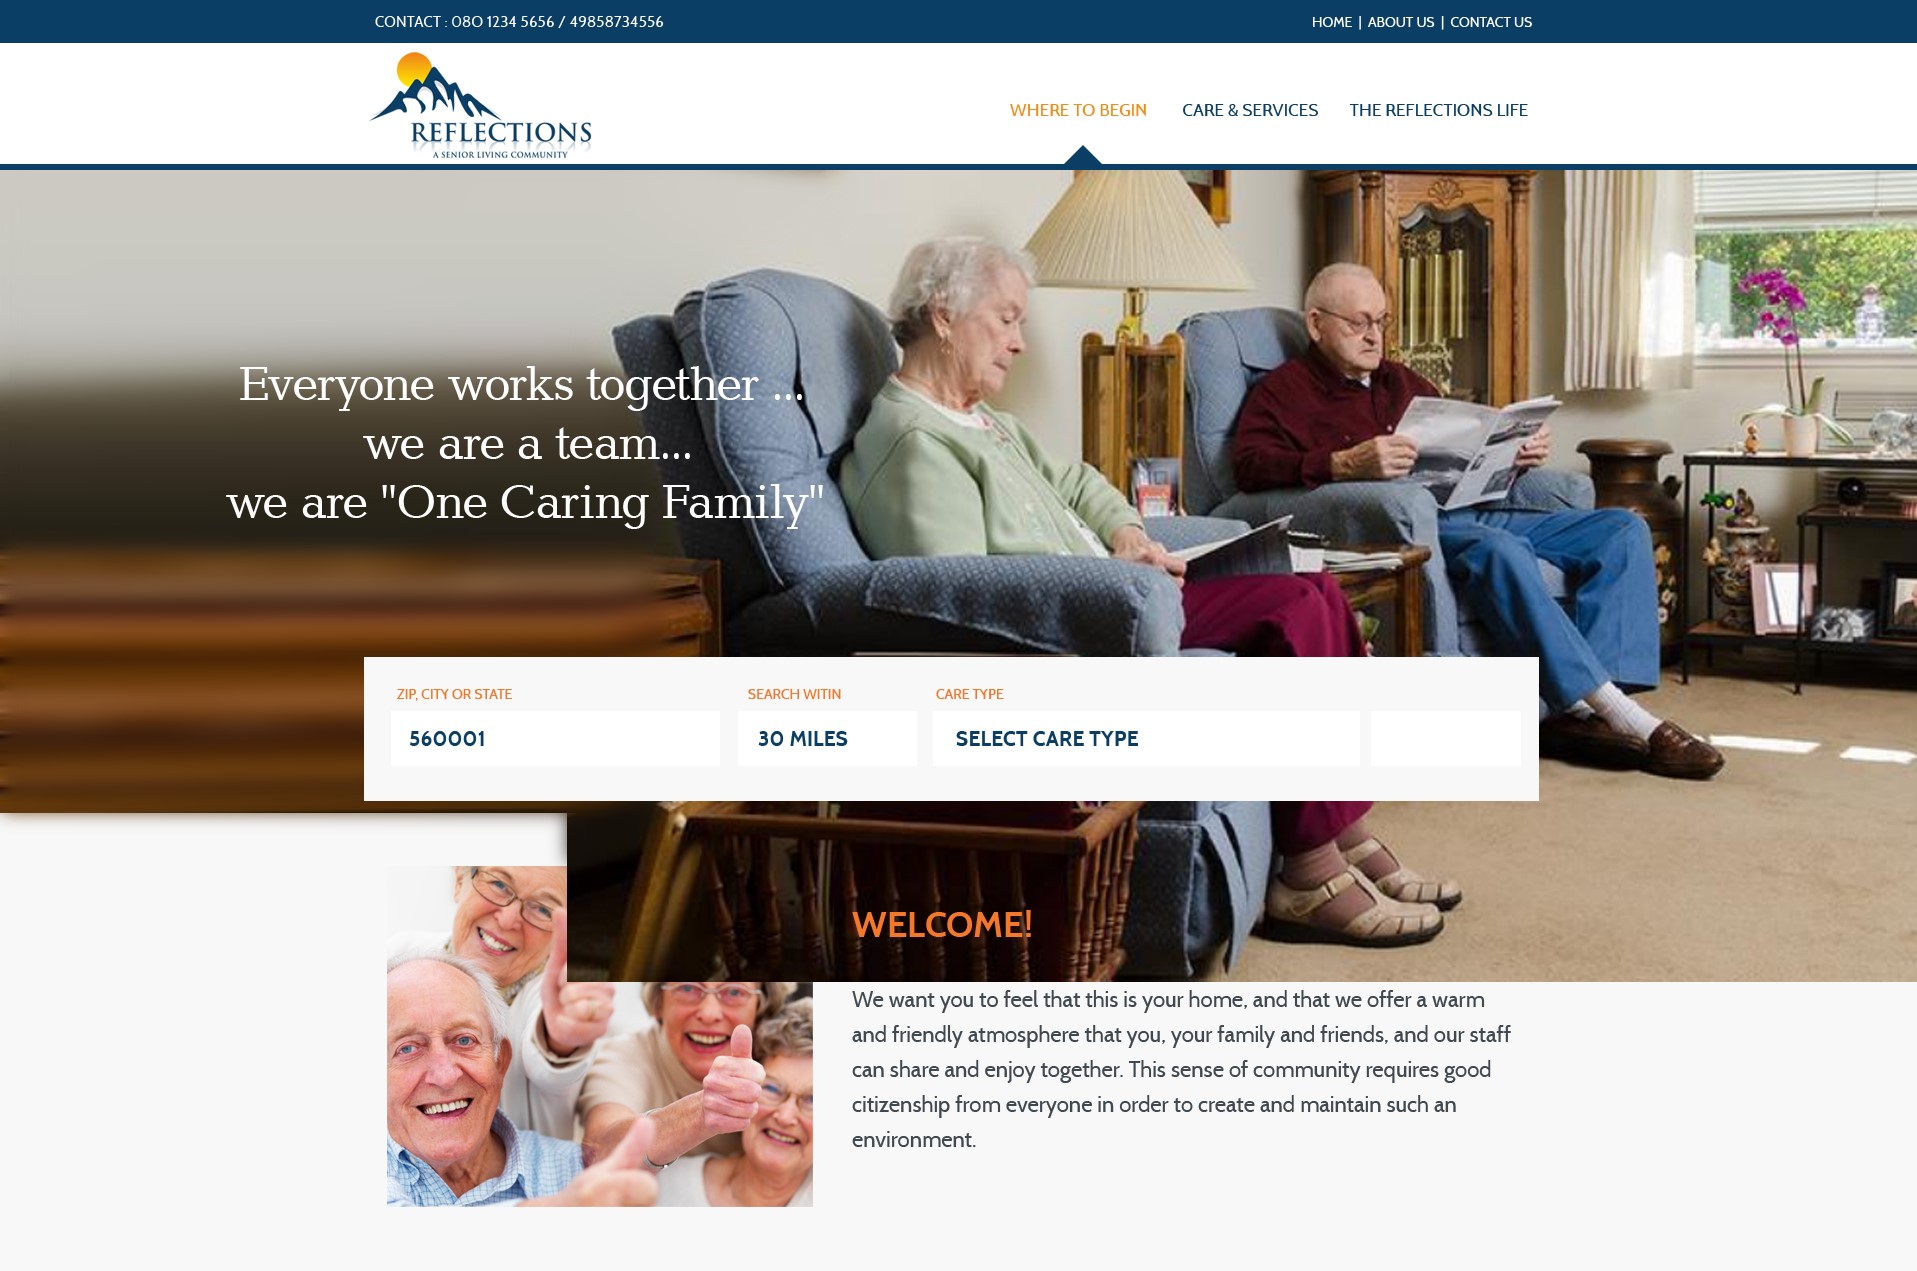 CONTACT : 080 1234 5656 / 49858734556
HOME | ABOUT US | CONTACT US
REFLECTIONS
A SENIOR LIVING COMMUNITY
WHERE TO BEGIN
CARE & SERVICES
THE REFLECTIONS LIFE
Everyone works together ...
we are a team...
we are "One Caring Family"
ZIP, CITY OR STATE
SEARCH WITIN
CARE TYPE
560001
30 MILES
SELECT CARE TYPE
WELCOME!
We want you to feel that this is your home, and that we offer a warm
and friendly atmosphere that you, your family and friends, and our staff
can share and enjoy together. This sense of community requires good
citizenship from everyone in order to create and maintain such an
environment.